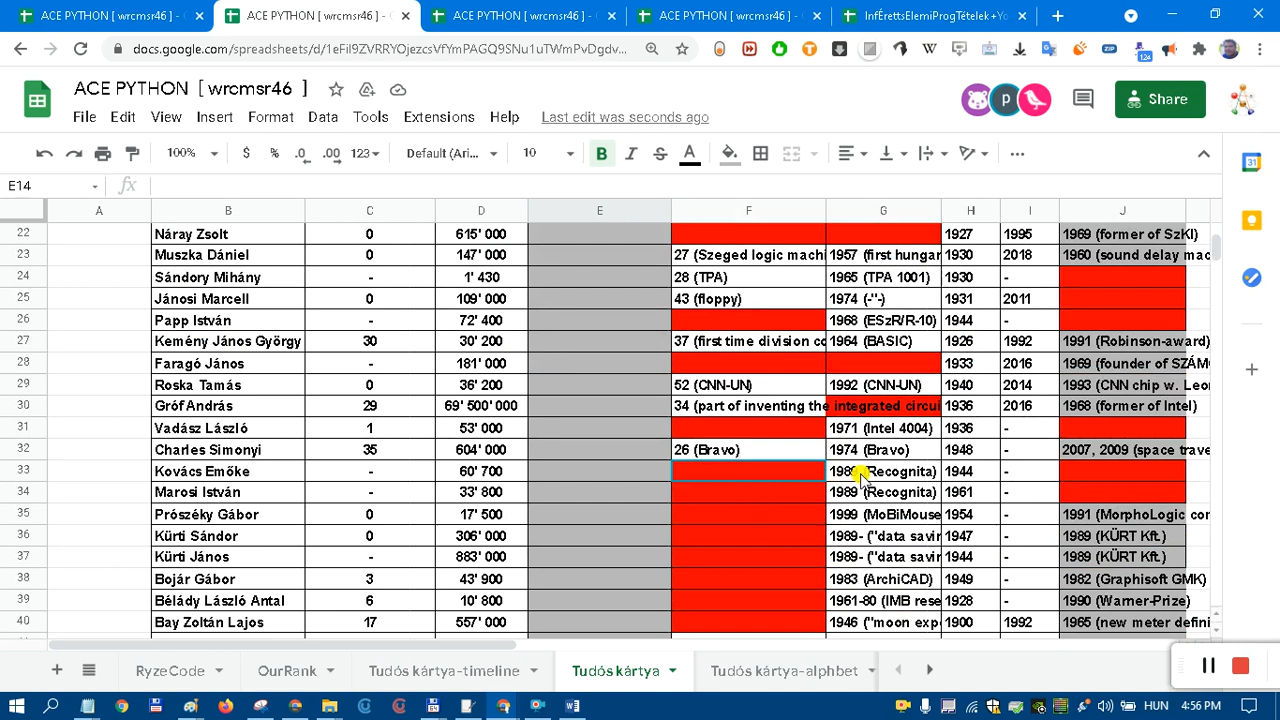 ACE PYTHON [ wrcmsr46 ] - G
ACE PYTHON [ wrcmsr46 ] - G
ACE PYTHON [ wrcmsr46 ] - G
ACE PYTHON [ wrcmsr46 ] - G
InfÉrettsElemiProgTételek +Yo
docs.google.com/spreadsheets/d/
ACE PYTHON [ wrcmsr46 ]
Share
File Edit View Insert Format Data Tools Extensions Help Last edit was seconds ago
100% $ % .0 .00 123 Default (Ari... 10 B I S A
E14 fx
A B C D E F G H I J
22 Náray Zsolt 0 615' 000 1927 1995 1969 (former of SzKI)
23 Muszka Dániel 0 147' 000 27 (Szeged logic machi 1957 (first hungar 1930 2018 1960 (sound delay mac
24 Sándory Mihány - 1' 430 28 (TPA) 1965 (TPA 1001) 1930 -
25 Jánosi Marcell 0 109' 000 43 (floppy) 1974 (-"-) 1931 2011
26 Papp István - 72' 400 1968 (ESzR/R-10) 1944 -
27 Kemény János György 30 30' 200 37 (first time division co 1964 (BASIC) 1926 1992 1991 (Robinson-award)
28 Faragó János - 181' 000 1933 2016 1969 (founder of SZÁM
29 Roska Tamás 0 36' 200 52 (CNN-UN) 1992 (CNN-UN) 1940 2014 1993 (CNN chip w. Leo
30 Gróf András 29 69' 500' 000 34 (part of inventing the integrated circui 1936 2016 1968 (former of Intel)
31 Vadász László 1 53' 000 1971 (Intel 4004) 1936 -
32 Charles Simonyi 35 604' 000 26 (Bravo) 1974 (Bravo) 1948 - 2007, 2009 (space trave
33 Kovács Emőke - 60' 700 1989 (Recognita) 1944 -
34 Marosi István - 33' 800 1989 (Recognita) 1961 -
35 Prószéky Gábor 0 17' 500 1999 (MoBiMouse 1954 - 1991 (MorphoLogic cor
36 Kürti Sándor 0 306' 000 1989- ("data savin 1947 - 1989 (KÜRT Kft.)
37 Kürti János - 883' 000 1989- ("data savin 1944 - 1989 (KÜRT Kft.)
38 Bojár Gábor 3 43' 900 1983 (ArchiCAD) 1949 - 1982 (Graphisoft GMK)
39 Bélády László Antal 6 10' 800 1961-80 (IMB rese 1928 - 1990 (Warner-Prize)
40 Bay Zoltán Lajos 17 557' 000 1946 ("moon exp 1900 1992 1965 (new meter defini
RyzeCode OurRank Tudós kártya-timeline Tudós kártya Tudós kártya-alphbet
HUN 4:56 PM